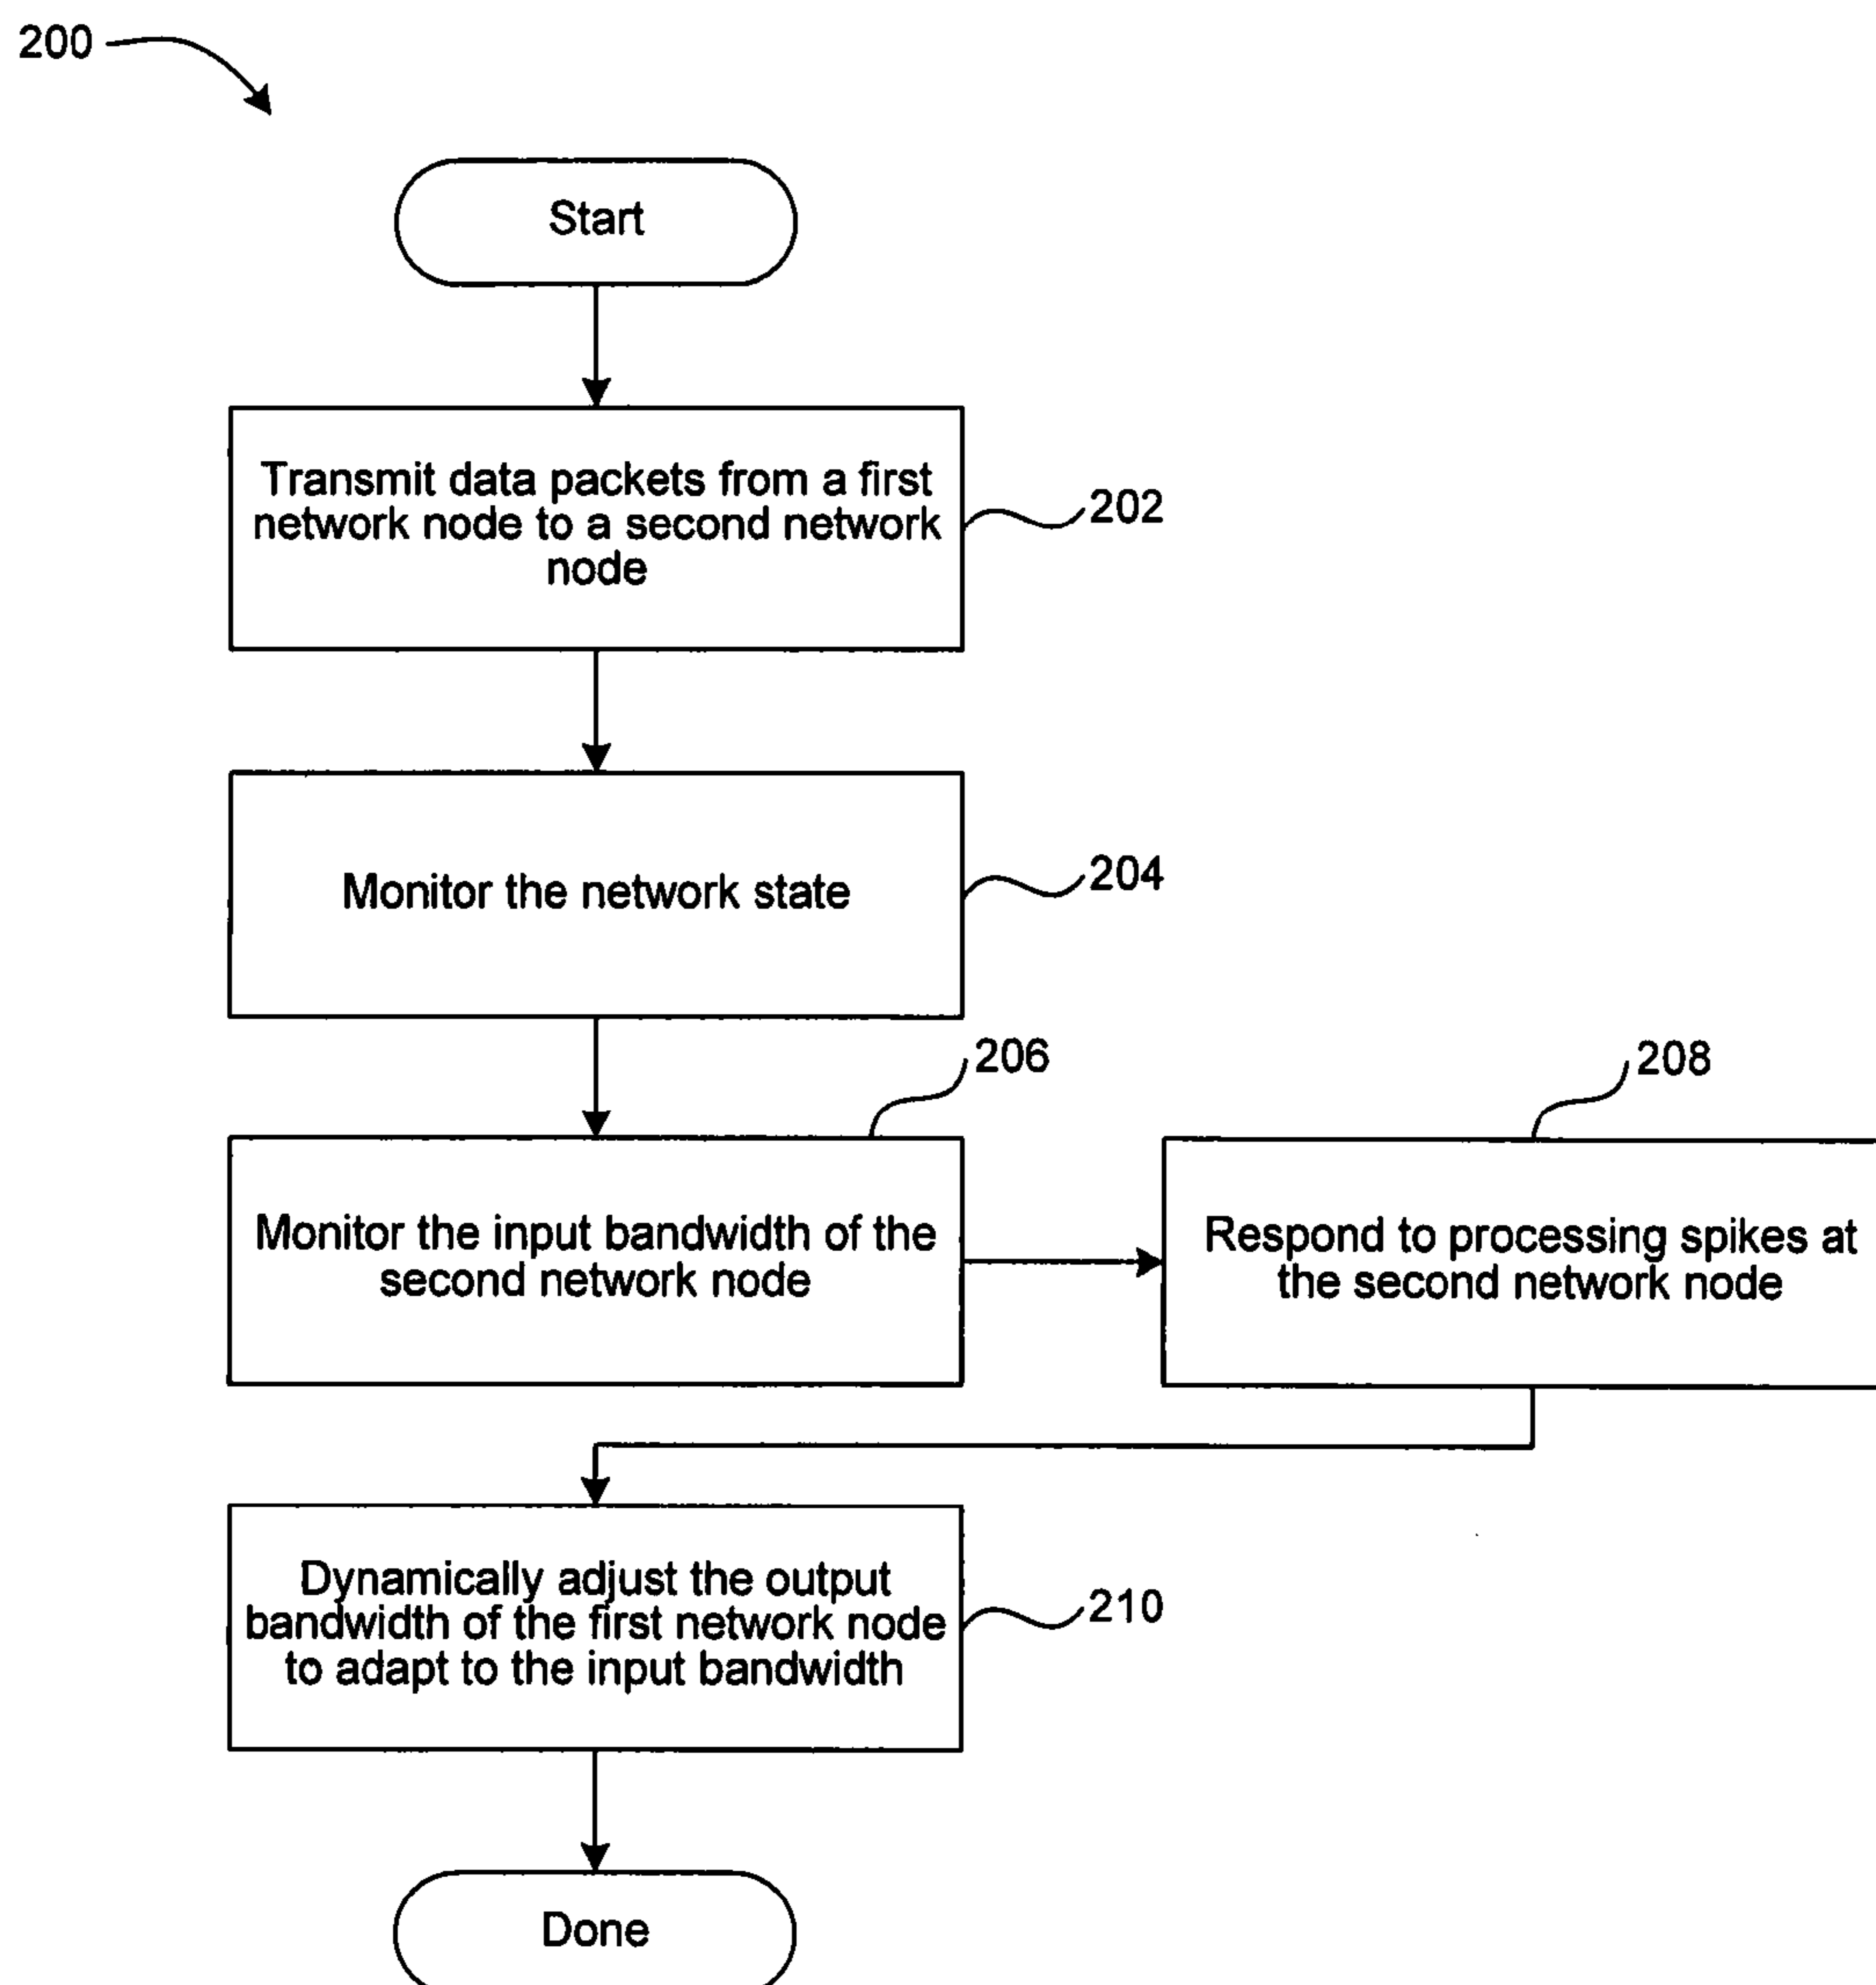 200
Start
Transmit data packets from a first
network node to a second network
node
202
Monitor the network state
204
206
Monitor the input bandwidth of the
second network node
208
Respond to processing spikes at
the second network node
Dynamically adjust the output
bandwidth of the first network node
to adapt to the input bandwidth
210
Done